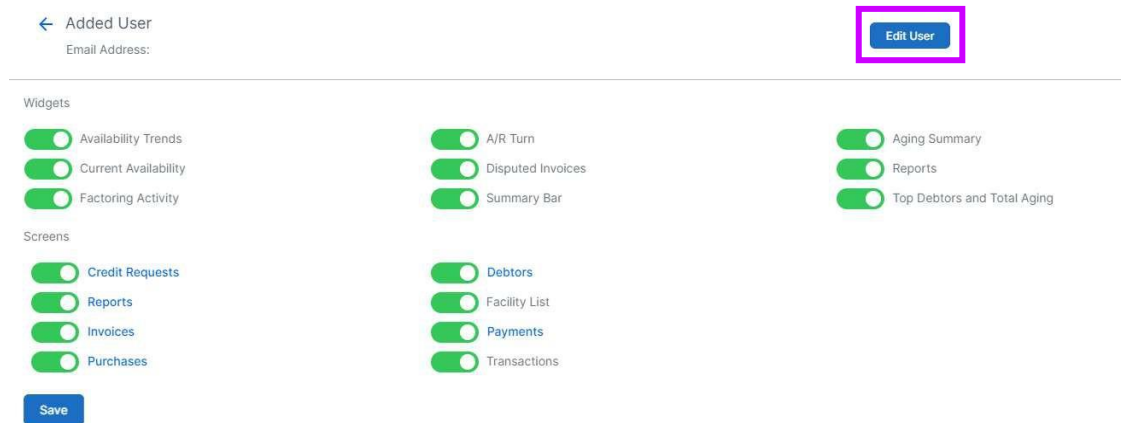 Added User
Edit User
Email Address:
Widgets
Availability Trends
A/R Turn
Aging Summary
Current Availability
Disputed Invoices
Reports
Factoring Activity
Summary Bar
Top Debtors and Total Aging
Screens
Credit Requests
Debtors
Reports
Facility List
Invoices
Payments
Purchases
Transactions
Save